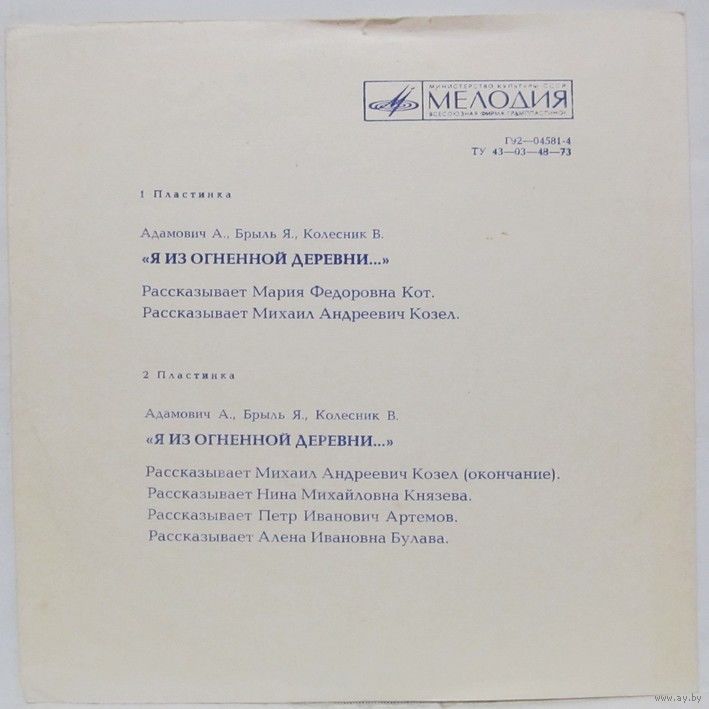 МИНИСТЕРСТВО КУЛЬТУРЫ СССР
МЕЛОДИЯ
ВСЕСОЮЗНАЯ ФИРМА ГРАМПЛАСТИНОК
Г92—04581-4
ТУ 43—03—48—73
1 Пластинка
Адамович А., Брыль Я., Колесник В.
«Я ИЗ ОГНЕННОЙ ДЕРЕВНИ...»
Рассказывает Мария Федоровна Кот.
Рассказывает Михаил Андреевич Козел.
2 Пластинка
Адамович А., Брыль Я., Колесник В.
«Я ИЗ ОГНЕННОЙ ДЕРЕВНИ...»
Рассказывает Михаил Андреевич Козел (окончание).
Рассказывает Нина Михайловна Князева.
Рассказывает Петр Иванович Артемов.
Рассказывает Алена Ивановна Булава.
www.ay.by